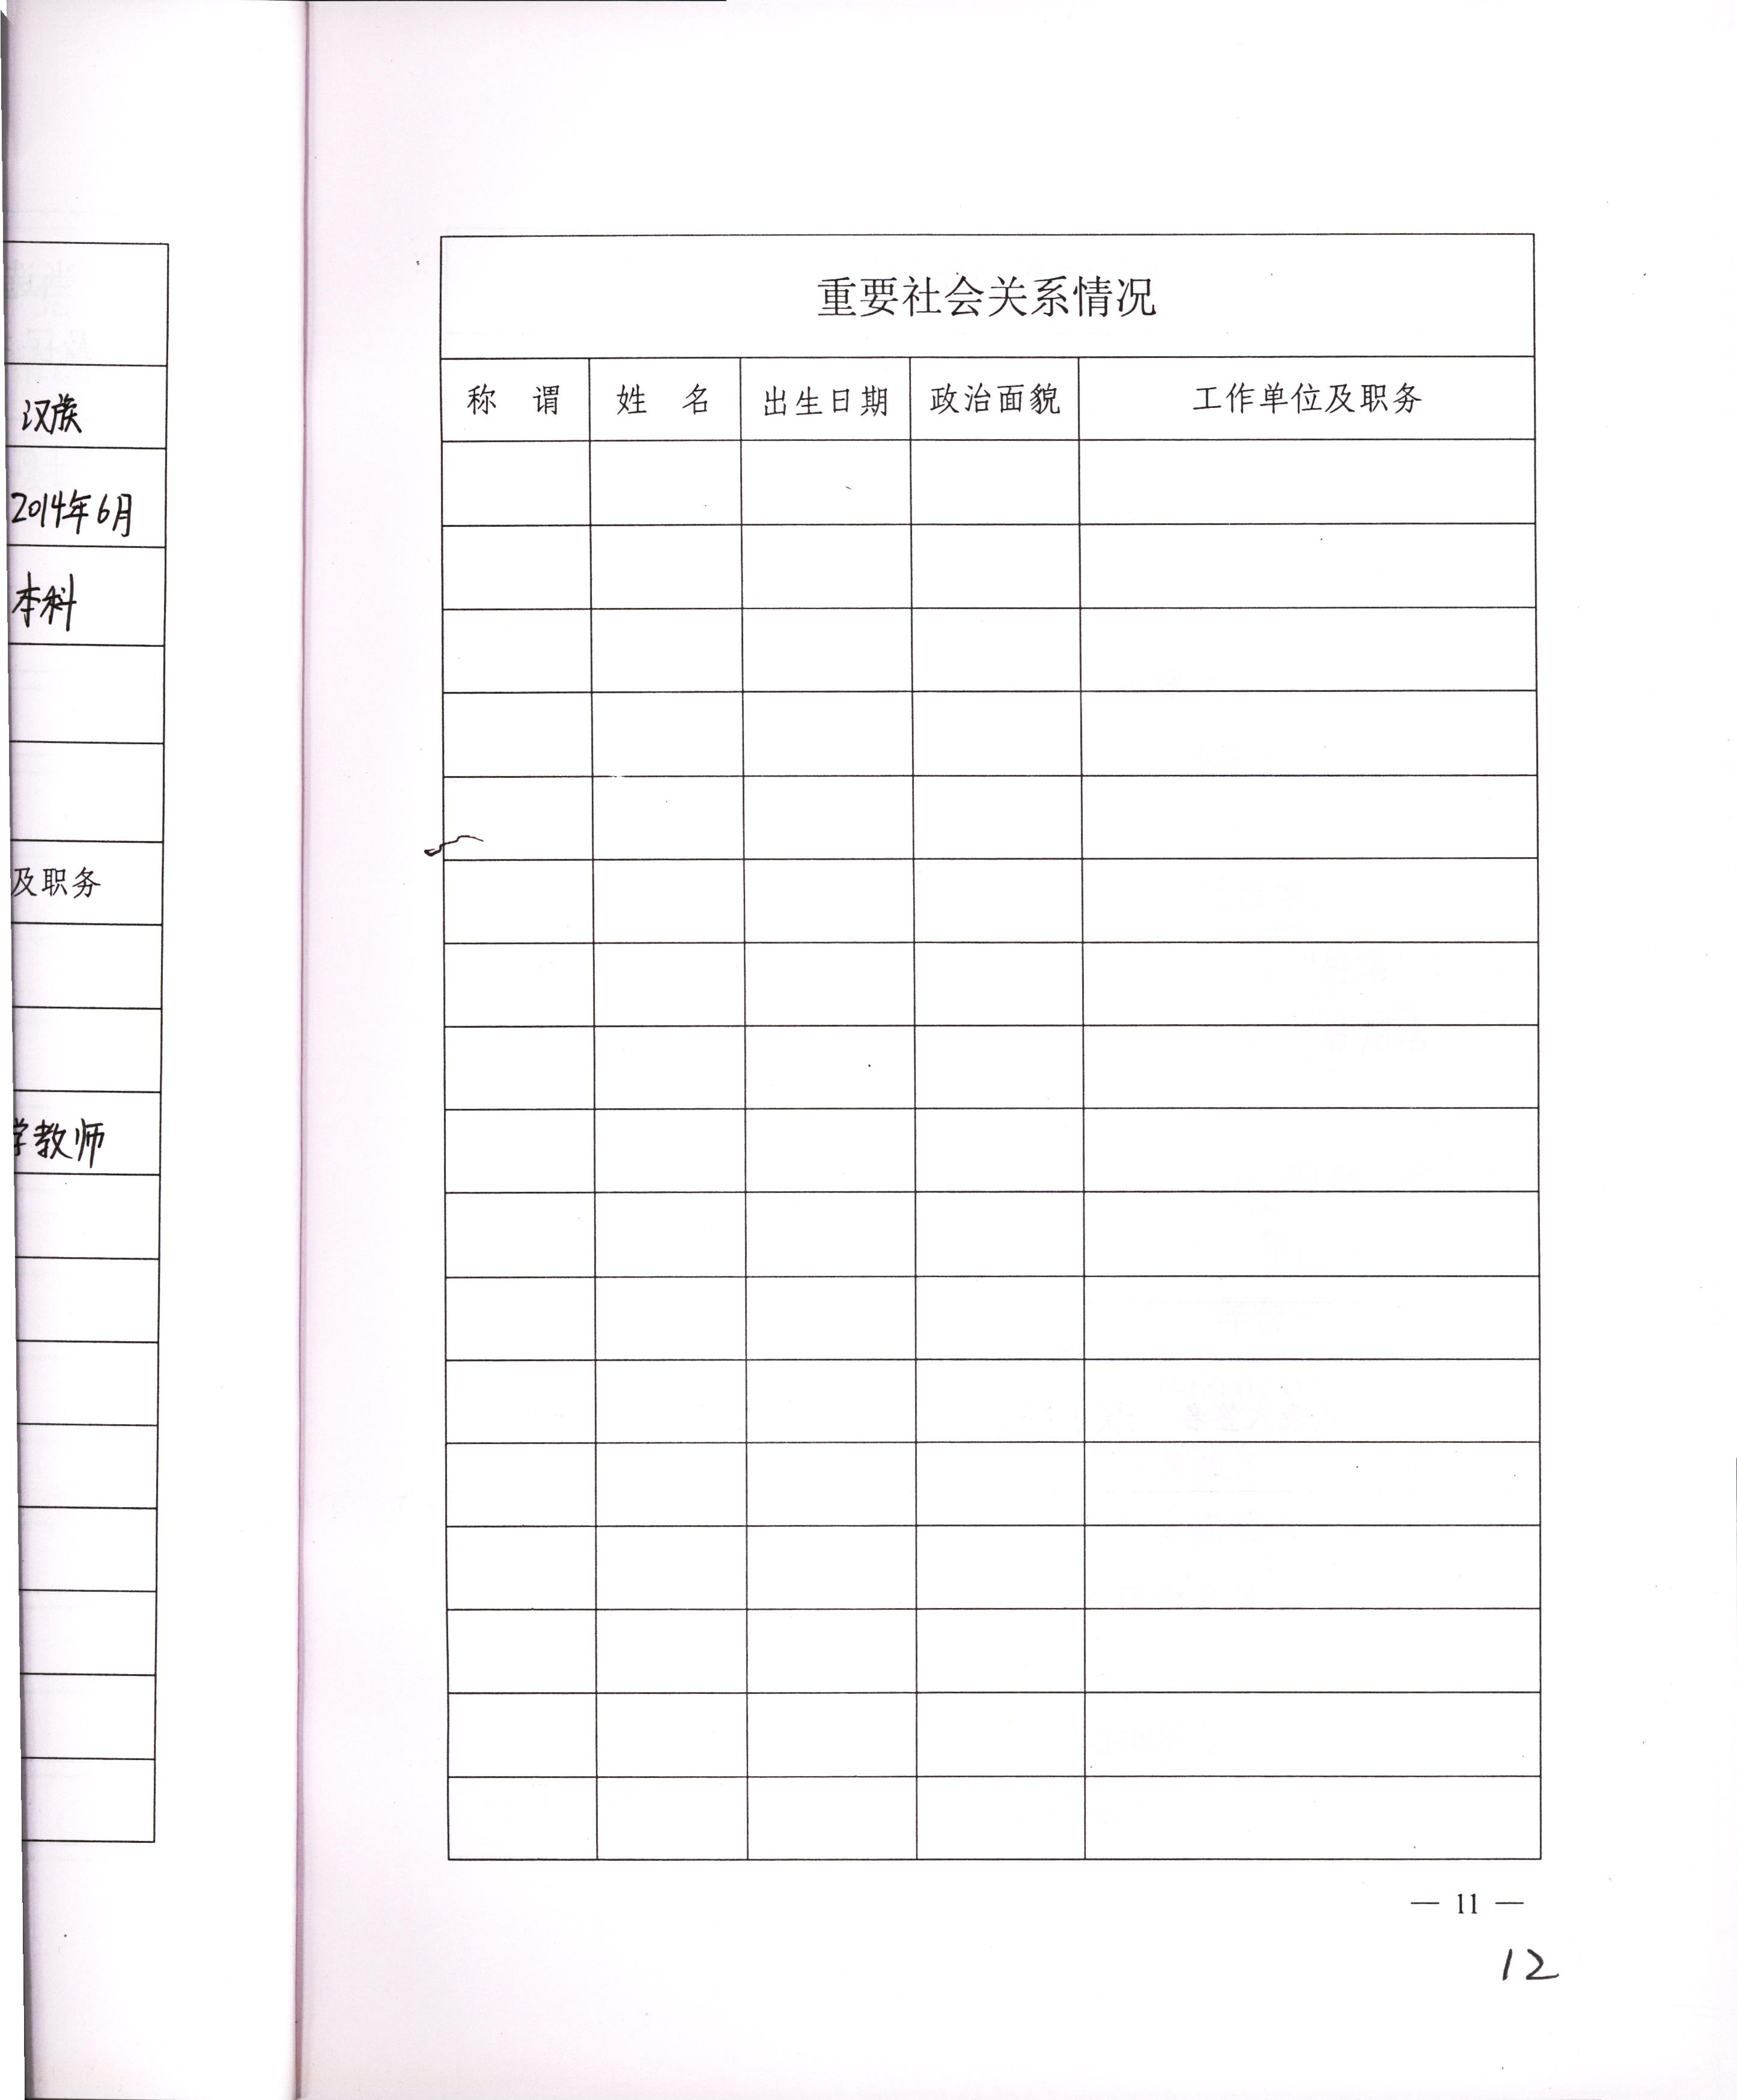 汉族
2014年6月
本科
及职务
学教师
重要社会关系情况
称 谓 姓 名 出生日期 政治面貌 工作单位及职务
— 11 —
12